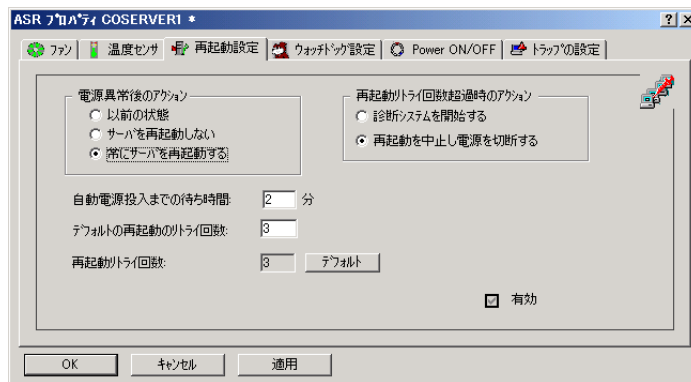 ASR ﾌﾟﾛﾊﾟﾃｨ COSERVER1 *
ﾌｧﾝ 温度センサ 再起動設定 ｳｫｯﾁﾄﾞｯｸﾞ設定 Power ON/OFF ﾄﾗｯﾌﾟの設定
電源異常後のｱｸｼｮﾝ
以前の状態
ｻｰﾊﾞを再起動しない
常にｻｰﾊﾞを再起動する
再起動ﾘﾄﾗｲ回数超過時のｱｸｼｮﾝ
診断ｼｽﾃﾑを開始する
再起動を中止し電源を切断する
自動電源投入までの待ち時間: 2 分
ﾃﾞﾌｫﾙﾄの再起動のﾘﾄﾗｲ回数: 3
再起動ﾘﾄﾗｲ回数: 3 ﾃﾞﾌｫﾙﾄ
有効
OK ｷｬﾝｾﾙ 適用